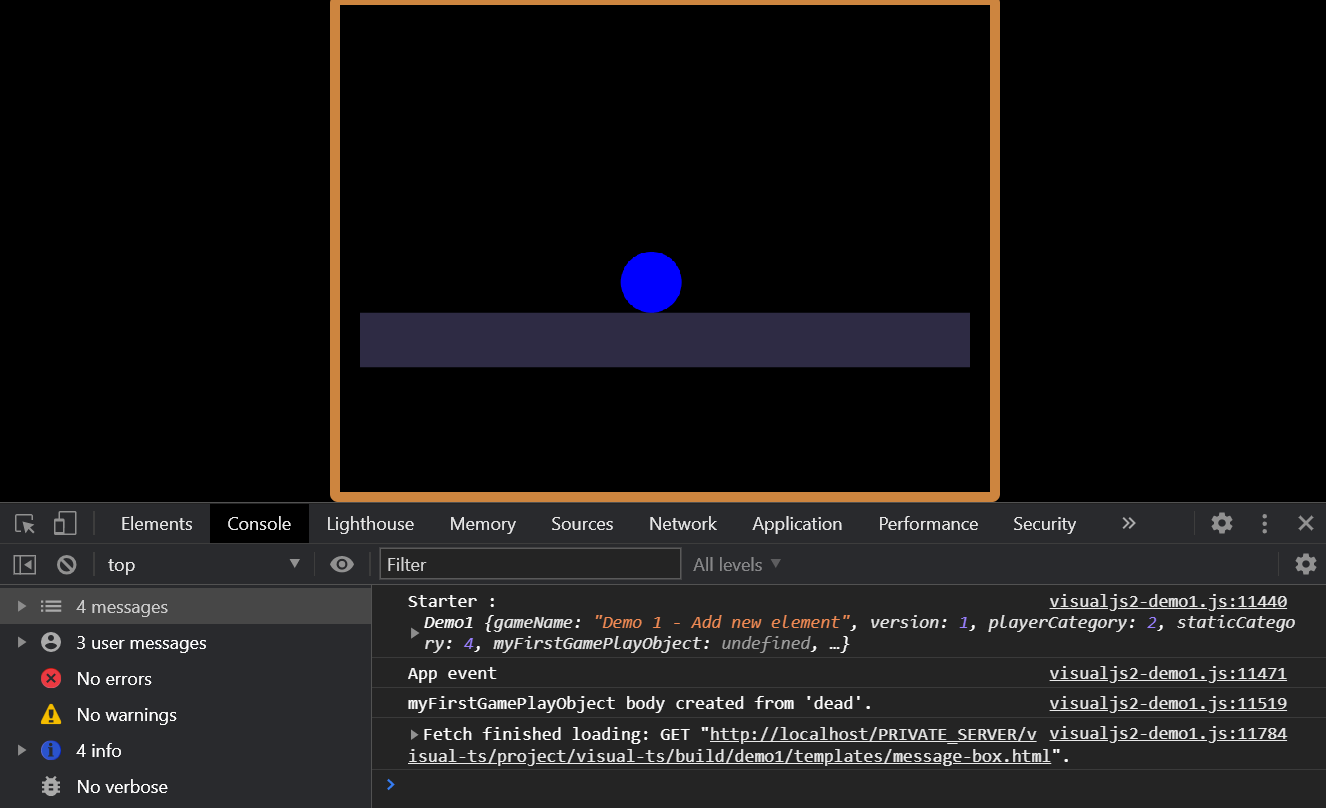 Elements Console Lighthouse Memory Sources Network Application Performance Security »
top ▼ Filter All levels ▼
4 messages
3 user messages
No errors
No warnings
4 info
No verbose
Starter : visualjs2-demo1.js:11440
Demo1 {gameName: "Demo 1 - Add new element", version: 1, playerCategory: 2, staticCatego
ry: 4, myFirstGamePlayObject: undefined, …}
App event visualjs2-demo1.js:11471
myFirstGamePlayObject body created from 'dead'. visualjs2-demo1.js:11519
Fetch finished loading: GET "http://localhost/PRIVATE_SERVER/v visualjs2-demo1.js:11784
isual-ts/project/visual-ts/build/demo1/templates/message-box.html".